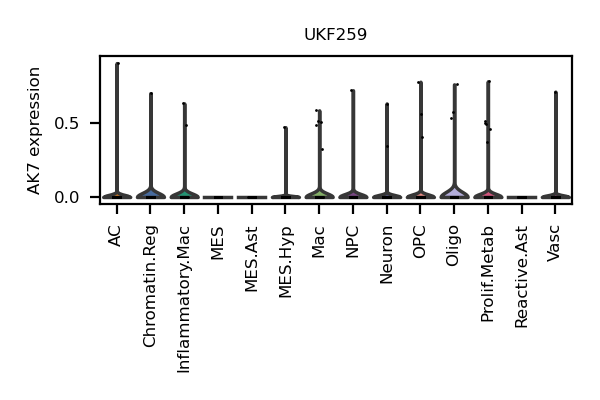 UKF259
AK7 expression
0.5
0.0
AC
Chromatin.Reg
Inflammatory.Mac
MES
MES.Ast
MES.Hyp
Mac
NPC
Neuron
OPC
Oligo
Prolif.Metab
Reactive.Ast
Vasc